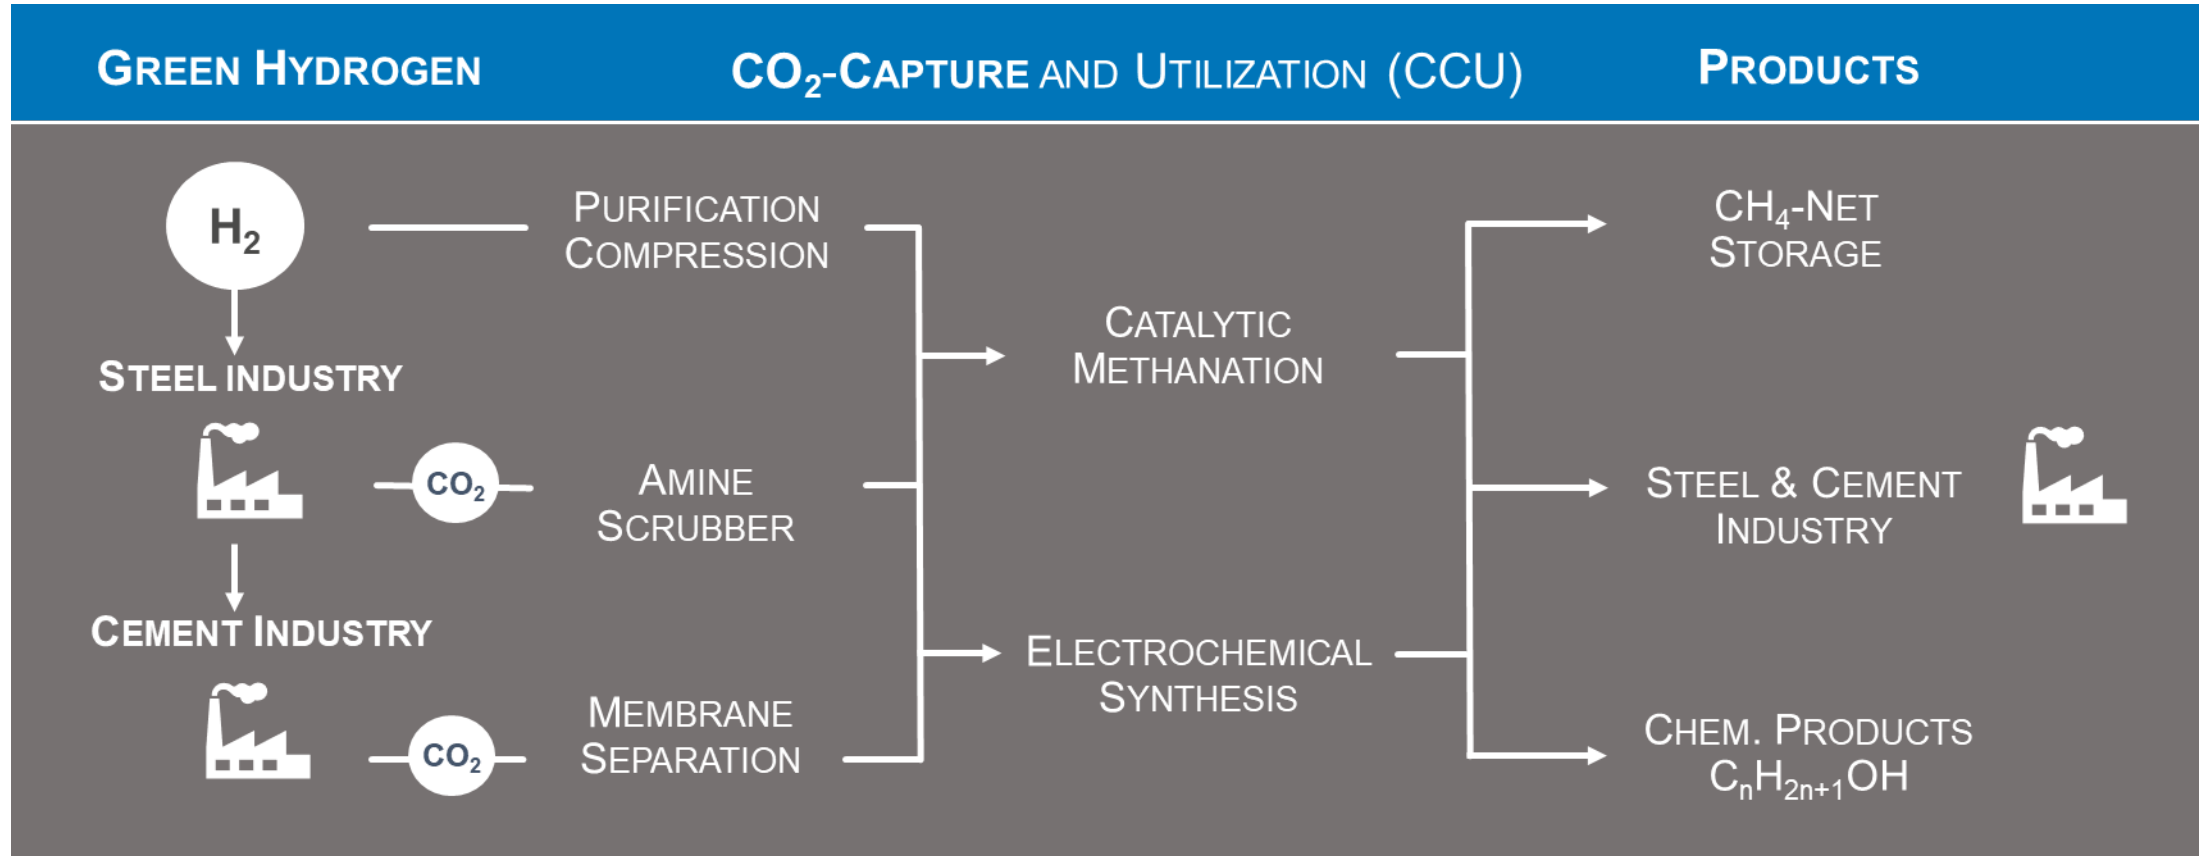 GREEN HYDROGEN
CO₂-CAPTURE AND UTILIZATION (CCU)
PRODUCTS
H₂
PURIFICATION
COMPRESSION
CH₄-NET
STORAGE
CATALYTIC
METHANATION
STEEL INDUSTRY
CO₂
AMINE
SCRUBBER
STEEL & CEMENT
INDUSTRY
CEMENT INDUSTRY
ELECTROCHEMICAL
SYNTHESIS
CO₂
MEMBRANE
SEPARATION
CHEM. PRODUCTS
CₙH₂ₙ₊₁OH